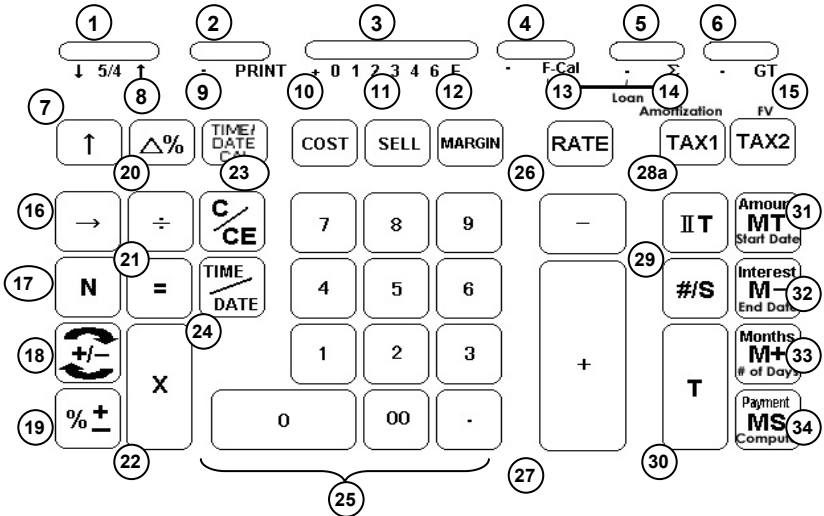 1 2 3 4 5 6
↓ 5/4 ↑ - PRINT + 0 1 2 3 4 6 F - F-Cal - Σ - GT
7 8 9 10 11 12 13 Loan 14 15
Amortization FV
↑ △% TIME/ DATE CAL COST SELL MARGIN RATE TAX1 TAX2
20 23 26 28a
16 → ÷ C/CE 7 8 9 − IIT Amount MT Start Date 31
21 29
17 N = TIME/DATE 4 5 6 #/S Interest M− End Date 32
24
18 +/− X 1 2 3 + T Months M+ # of Days 33
19 %± 0 00 . Payment MS Compute 34
22 25 27 30